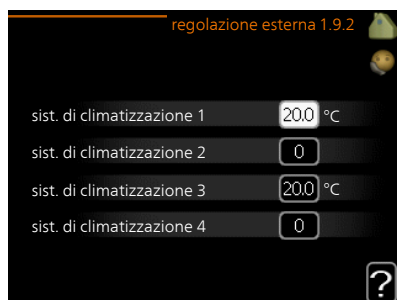 regolazione esterna 1.9.2
sist. di climatizzazione 1 20.0 °C
sist. di climatizzazione 2 0
sist. di climatizzazione 3 20.0 °C
sist. di climatizzazione 4 0
?